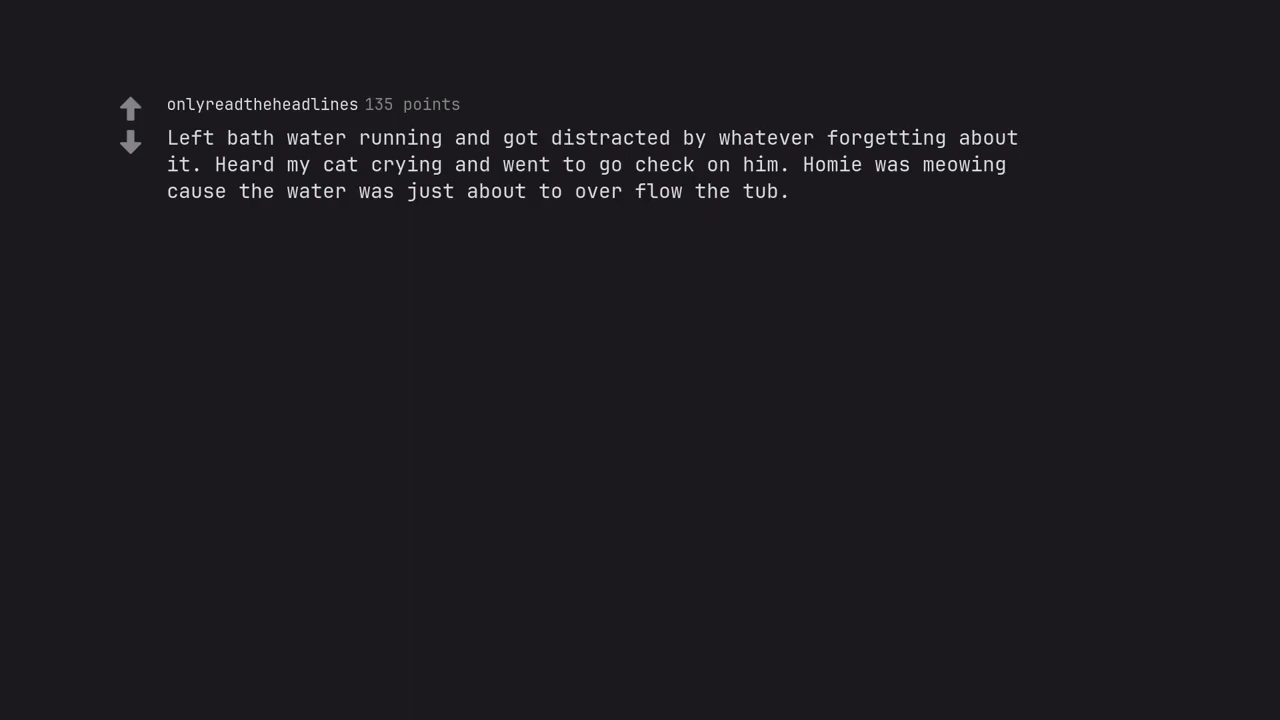 onlyreadtheheadlines 135 points
Left bath water running and got distracted by whatever forgetting about
it. Heard my cat crying and went to go check on him. Homie was meowing
cause the water was just about to over flow the tub.